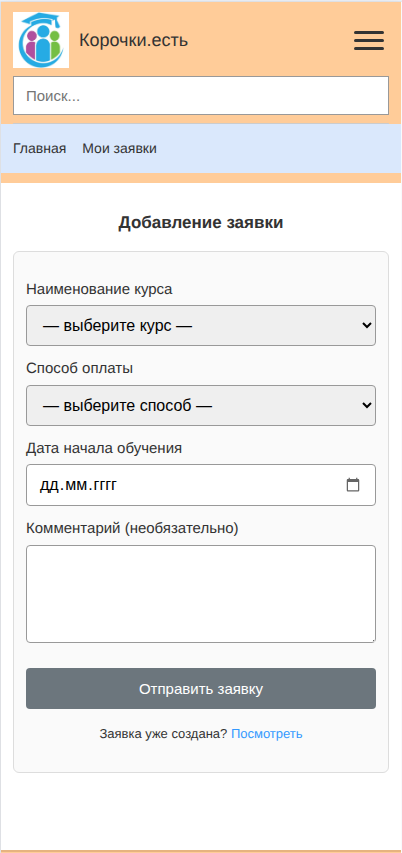 Корочки.есть
Поиск...
Главная Мои заявки
Добавление заявки
Наименование курса
— выберите курс —
Способ оплаты
— выберите способ —
Дата начала обучения
дд.мм.гггг
Комментарий (необязательно)
Отправить заявку
Заявка уже создана? Посмотреть